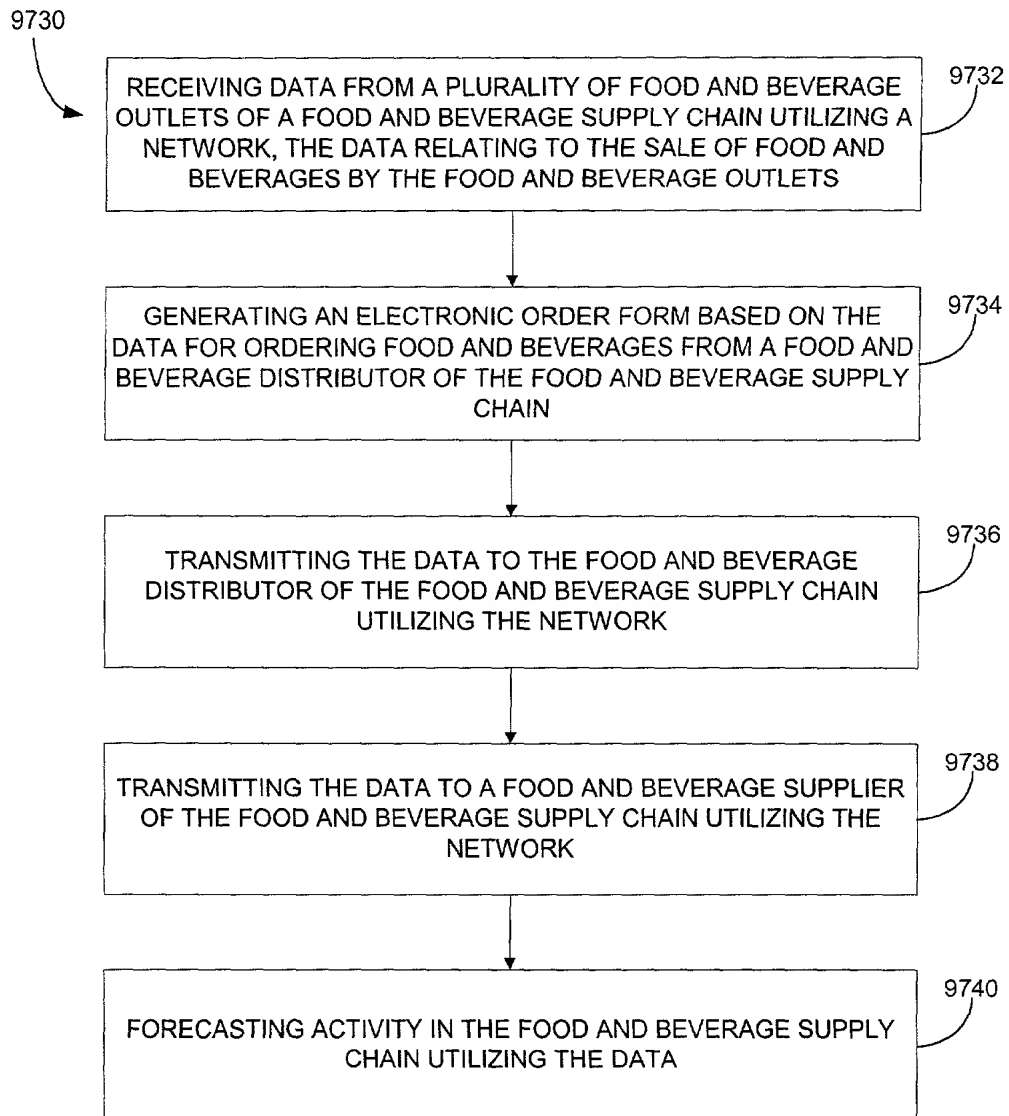 9730
RECEIVING DATA FROM A PLURALITY OF FOOD AND BEVERAGE
OUTLETS OF A FOOD AND BEVERAGE SUPPLY CHAIN UTILIZING A
NETWORK, THE DATA RELATING TO THE SALE OF FOOD AND
BEVERAGES BY THE FOOD AND BEVERAGE OUTLETS
9732
GENERATING AN ELECTRONIC ORDER FORM BASED ON THE
DATA FOR ORDERING FOOD AND BEVERAGES FROM A FOOD AND
BEVERAGE DISTRIBUTOR OF THE FOOD AND BEVERAGE SUPPLY
CHAIN
9734
TRANSMITTING THE DATA TO THE FOOD AND BEVERAGE
DISTRIBUTOR OF THE FOOD AND BEVERAGE SUPPLY CHAIN
UTILIZING THE NETWORK
9736
TRANSMITTING THE DATA TO A FOOD AND BEVERAGE SUPPLIER
OF THE FOOD AND BEVERAGE SUPPLY CHAIN UTILIZING THE
NETWORK
9738
FORECASTING ACTIVITY IN THE FOOD AND BEVERAGE SUPPLY
CHAIN UTILIZING THE DATA
9740